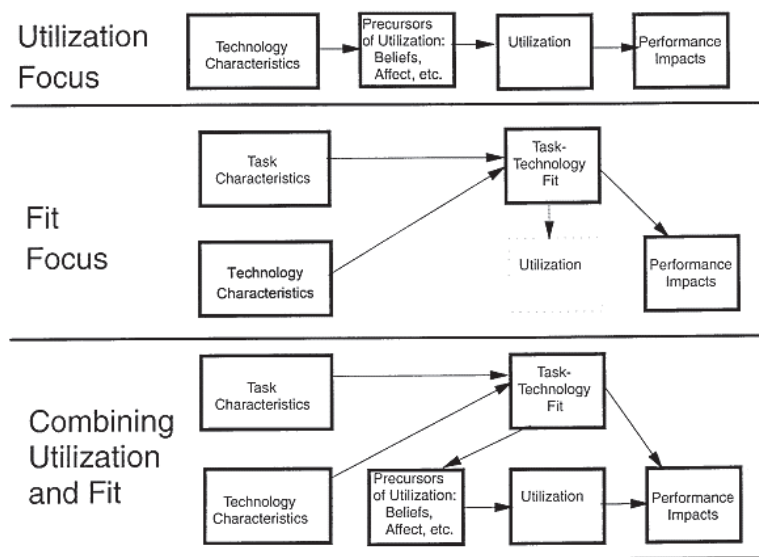 Utilization
Focus
Technology
Characteristics
Precursors
of Utilization:
Beliefs,
Affect, etc.
Utilization
Performance
Impacts
Fit
Focus
Task
Characteristics
Technology
Characteristics
Task-
Technology
Fit
Utilization
Performance
Impacts
Combining
Utilization
and Fit
Task
Characteristics
Technology
Characteristics
Task-
Technology
Fit
Precursors
of Utilization:
Beliefs,
Affect, etc.
Utilization
Performance
Impacts